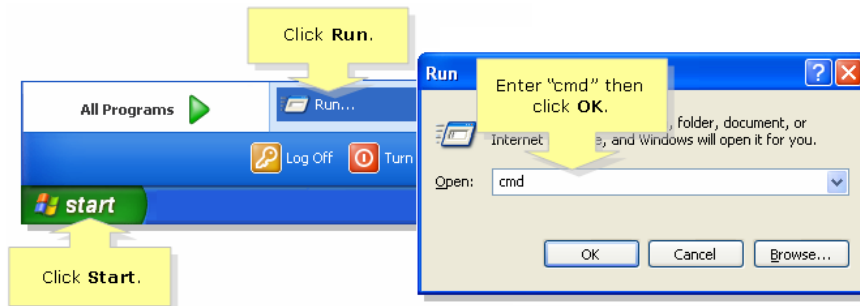 Click Run.
All Programs
Run...
Log Off
Turn
start
Click Start.
Run
Enter "cmd" then
click OK.
, folder, document, or
Internet e, and Windows will open it for you.
Open:
cmd
OK
Cancel
Browse...